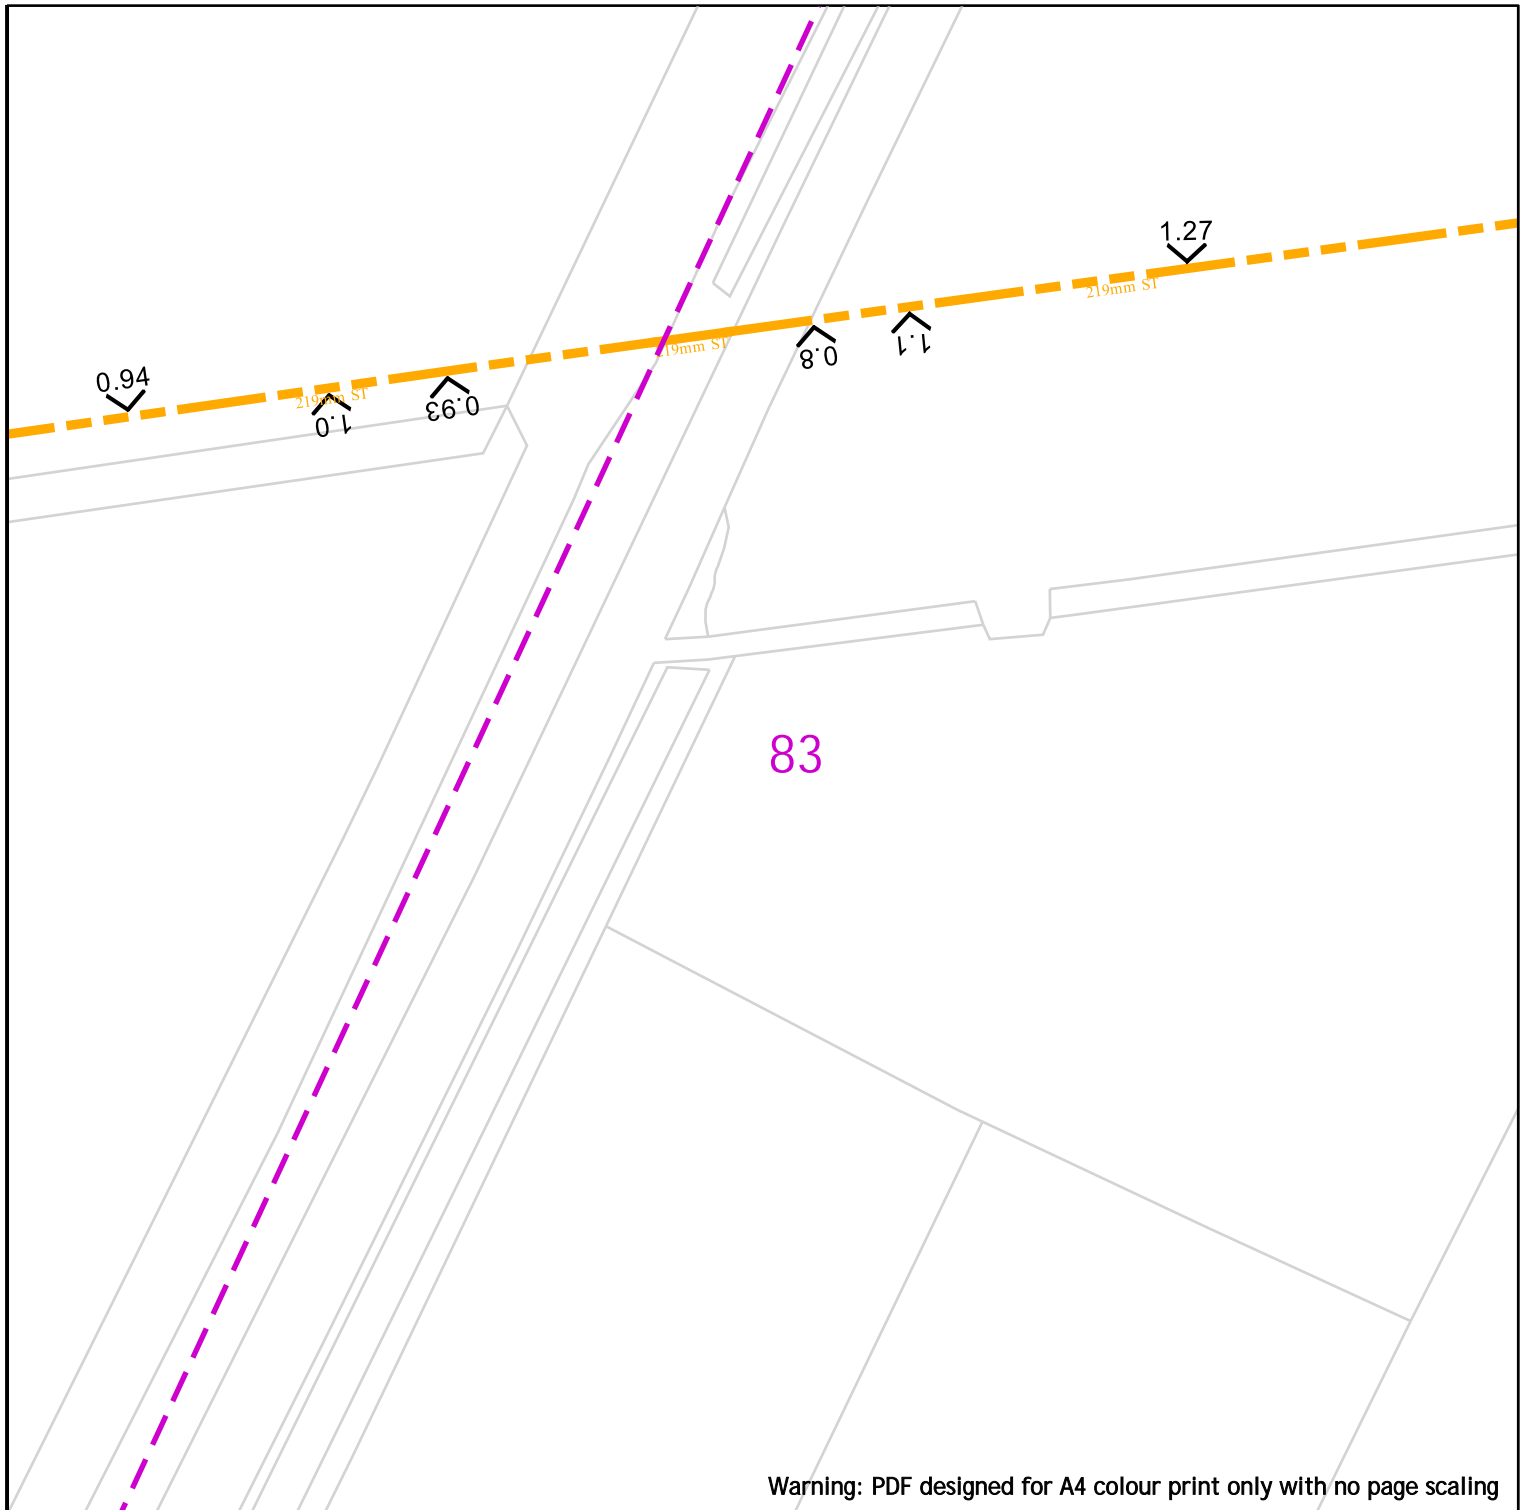 1.27
219mm ST
219mm ST
0.8
1.1
0.94
219mm ST
1.0
0.93
83
Warning: PDF designed for A4 colour print only with no page scaling